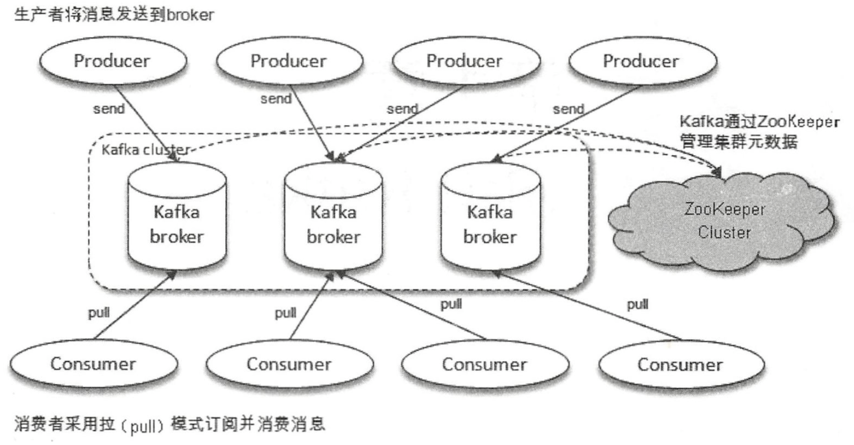 生产者将消息发送到broker
Producer
Producer
Producer
Producer
send
send
send
send
Kafka通过ZooKeeper
管理集群元数据
Kafka cluster
Kafka
broker
Kafka
broker
Kafka
broker
ZooKeeper
Cluster
pull
pull
pull
pull
Consumer
Consumer
Consumer
Consumer
消费者采用拉（pull）模式订阅并消费消息